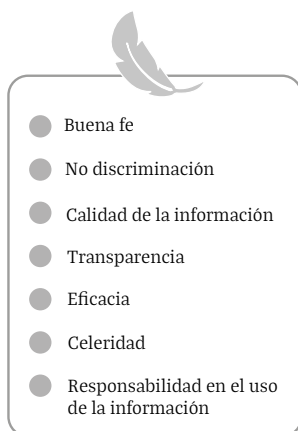 Buena fe
No discriminación
Calidad de la información
Transparencia
Eficacia
Celeridad
Responsabilidad en el uso
de la información